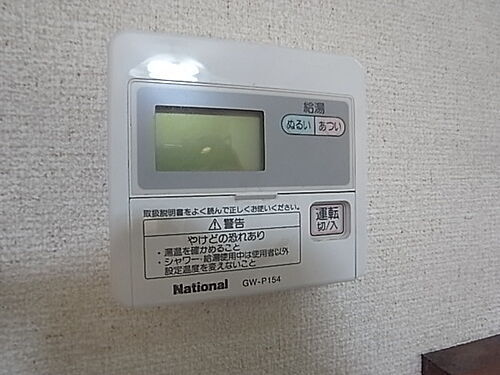 給湯
ぬるい あつい
取扱説明書をよく読んで正しくお使いください。
⚠警告
やけどの恐れあり
・湯温を確かめること
・シャワー・給湯使用中は使用者以外
設定温度を変えないこと
運転
切/入
National GW-P154